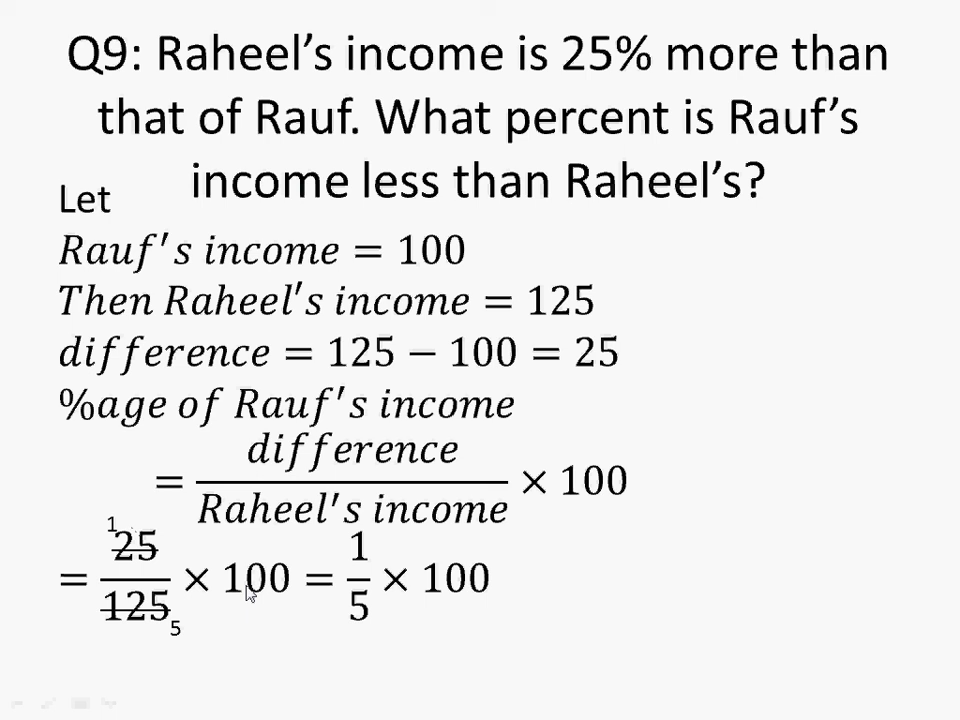 Q9: Raheel’s income is 25% more than
that of Rauf. What percent is Rauf’s
income less than Raheel’s?
Let
Rauf′s income = 100
Then Raheel′s income = 125
difference = 125 − 100 = 25
%age of Rauf′s income
= difference / Raheel′s income × 100
= 25 1 / 125 5 × 100 = 1/5 × 100